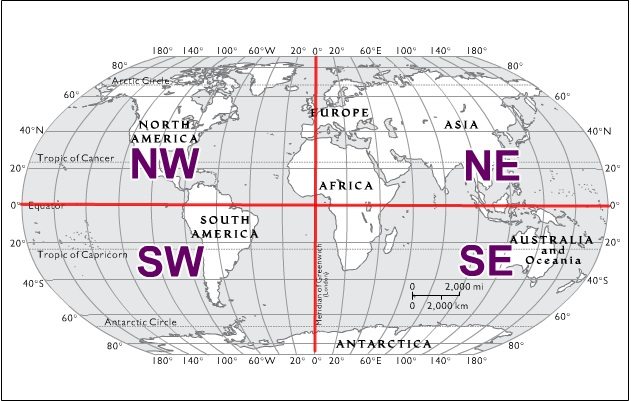 180° 140° 100° 60°W 20° 0° 20° 60°E 100° 140° 180°
80° 80°
Arctic Circle
60° 60°
EUROPE
NORTH
AMERICA
ASIA
40°N 40°
Tropic of Cancer
NW NE
20° 20°
AFRICA
0° Equator 0°
SOUTH
AMERICA
20° 20°
AUSTRALIA
and
Oceania
Tropic of Capricorn
SW SE
Meridian of Greenwich
(London)
40°S 40°S
0 2,000 mi
0 2,000 km
60° 60°
Antarctic Circle
80° 80°
ANTARCTICA
180° 140° 100° 60°W 20° 0° 20° 60°E 100° 140° 180°